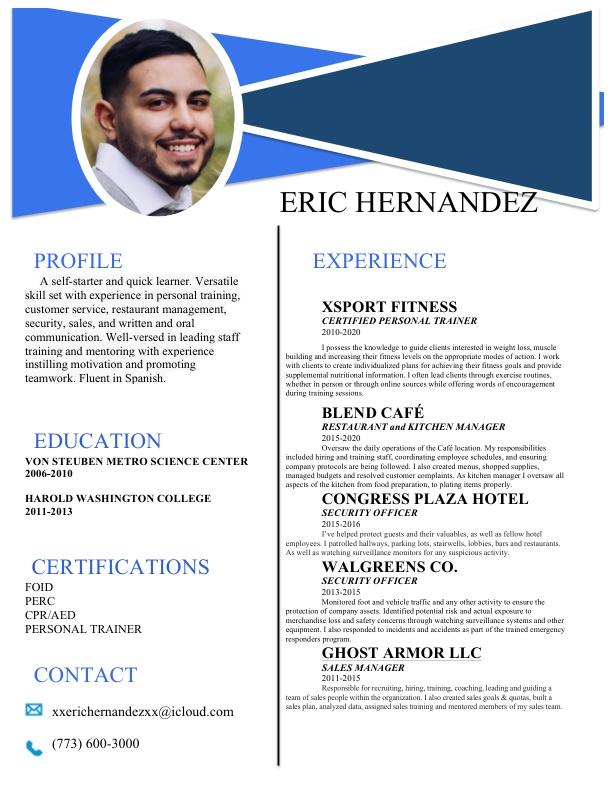 ERIC HERNANDEZ
PROFILE
A self-starter and quick learner. Versatile
skill set with experience in personal training,
customer service, restaurant management,
security, sales, and written and oral
communication. Well-versed in leading staff
training and mentoring with experience
instilling motivation and promoting
teamwork. Fluent in Spanish.
EDUCATION
VON STEUBEN METRO SCIENCE CENTER
2006-2010
HAROLD WASHINGTON COLLEGE
2011-2013
CERTIFICATIONS
FOID
PERC
CPR/AED
PERSONAL TRAINER
CONTACT
xxerichernandezxx@icloud.com
(773) 600-3000
EXPERIENCE
XSPORT FITNESS
CERTIFIED PERSONAL TRAINER
2010-2020
I possess the knowledge to guide clients interested in weight loss, muscle
building and increasing their fitness levels on the appropriate modes of action. I work
with clients to create individualized plans for achieving their fitness goals and provide
supplemental nutritional information. I often lead clients through exercise routines,
whether in person or through online sources while offering words of encouragement
during training sessions.
BLEND CAFÉ
RESTAURANT and KITCHEN MANAGER
2015-2020
Oversaw the daily operations of the Café location. My responsibilities
included hiring and training staff, coordinating employee schedules, and ensuring
company protocols are being followed. I also created menus, shopped supplies,
managed budgets and resolved customer complaints. As kitchen manager I oversaw all
aspects of the kitchen from food preparation, to plating items properly.
CONGRESS PLAZA HOTEL
SECURITY OFFICER
2015-2016
I've helped protect guests and their valuables, as well as fellow hotel
employees. I patrolled hallways, parking lots, stairwells, lobbies, bars and restaurants.
As well as watching surveillance monitors for any suspicious activity.
WALGREENS CO.
SECURITY OFFICER
2013-2015
Monitored foot and vehicle traffic and any other activity to ensure the
protection of company assets. Identified potential risk and actual exposure to
merchandise loss and safety concerns through watching surveillance systems and other
equipment. I also responded to incidents and accidents as part of the trained emergency
responders program.
GHOST ARMOR LLC
SALES MANAGER
2011-2015
Responsible for recruiting, hiring, training, coaching, leading and guiding a
team of sales people within the organization. I also created sales goals & quotas, built a
sales plan, analyzed data, assigned sales training and mentored members of my sales team.